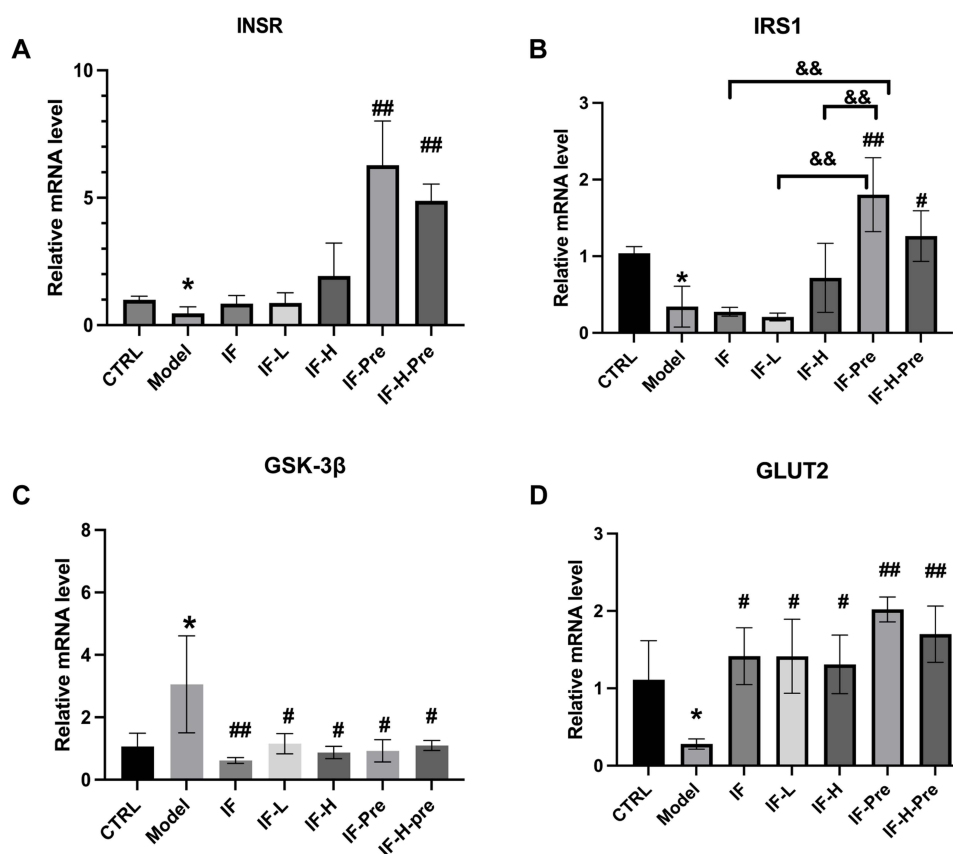 A
INSR
Relative mRNA level
10
5
0
*
##
##
CTRL
Model
IF
IF-L
IF-H
IF-Pre
IF-H-Pre
B
IRS1
Relative mRNA level
3
2
1
0
&&
&&
&&
*
##
#
CTRL
Model
IF
IF-L
IF-H
IF-Pre
IF-H-Pre
C
GSK-3β
Relative mRNA level
8
6
4
2
0
*
##
#
#
#
#
CTRL
Model
IF
IF-L
IF-H
IF-Pre
IF-H-pre
D
GLUT2
Relative mRNA level
3
2
1
0
*
#
#
#
##
##
CTRL
Model
IF
IF-L
IF-H
IF-Pre
IF-H-Pre